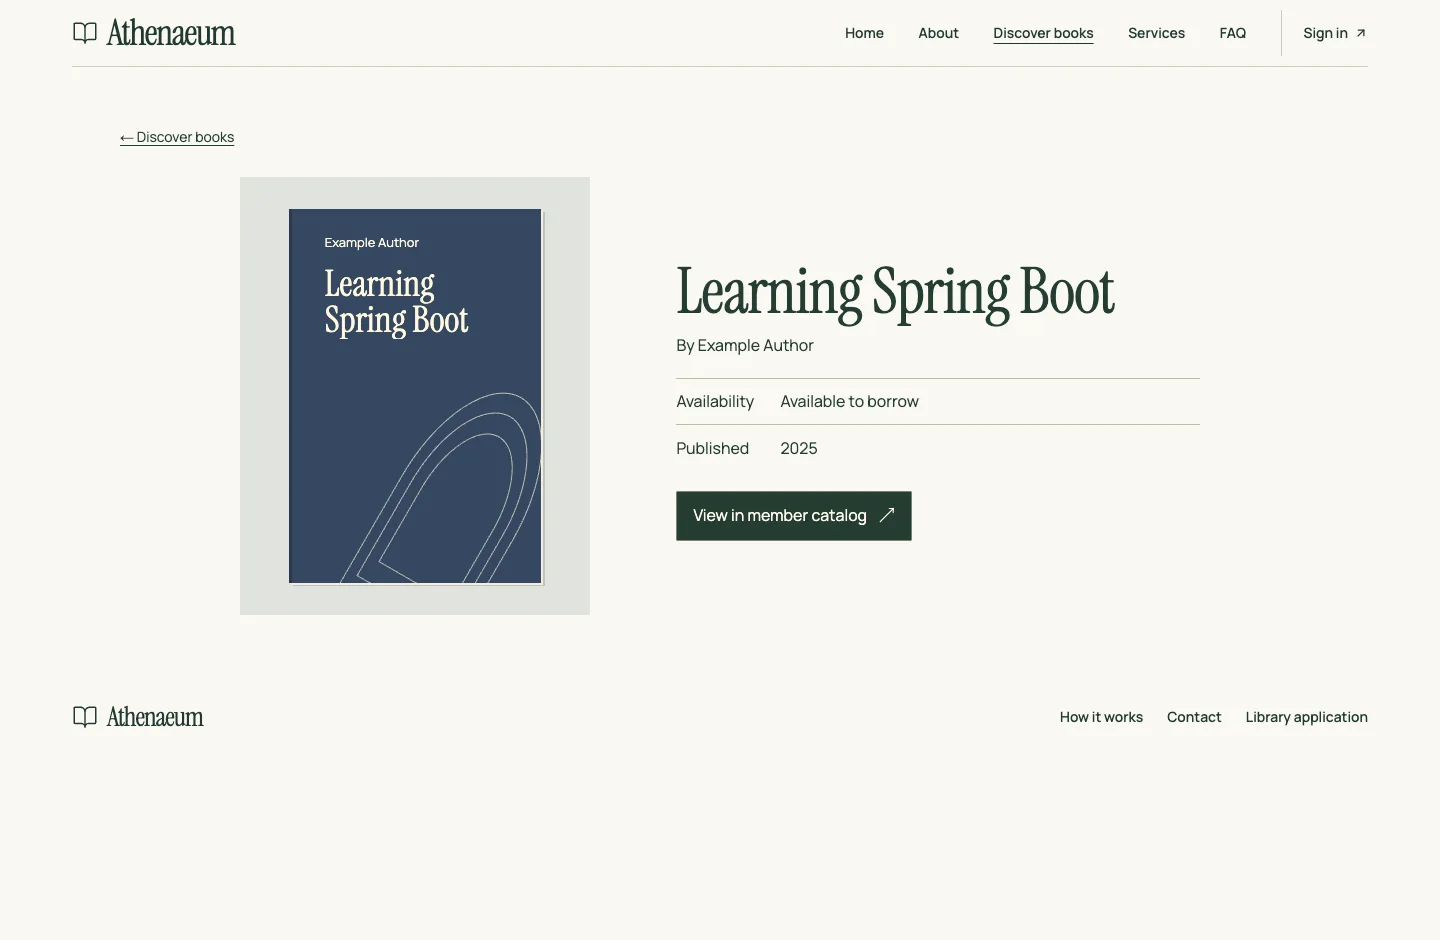 Athenaeum
Home About Discover books Services FAQ Sign in ↗
← Discover books
Example Author
Learning
Spring Boot
Learning Spring Boot
By Example Author
Availability Available to borrow
Published 2025
View in member catalog ↗
Athenaeum
How it works Contact Library application